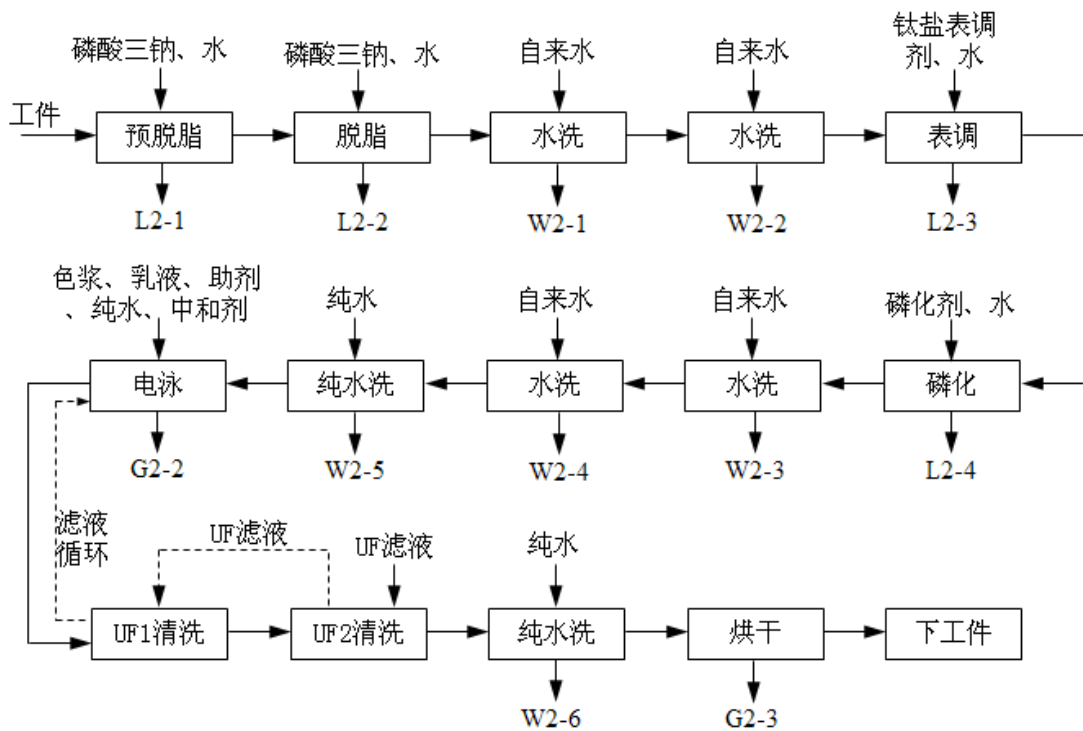 磷酸三钠、水
磷酸三钠、水
自来水
自来水
钛盐表调
剂、水
工件
预脱脂
脱脂
水洗
水洗
表调
L2-1
L2-2
W2-1
W2-2
L2-3
色浆、乳液、助剂
、纯水、中和剂
纯水
自来水
自来水
磷化剂、水
电泳
纯水洗
水洗
水洗
磷化
G2-2
W2-5
W2-4
W2-3
L2-4
滤液
循环
UF滤液
UF滤液
纯水
UF1清洗
UF2清洗
纯水洗
烘干
下工件
W2-6
G2-3